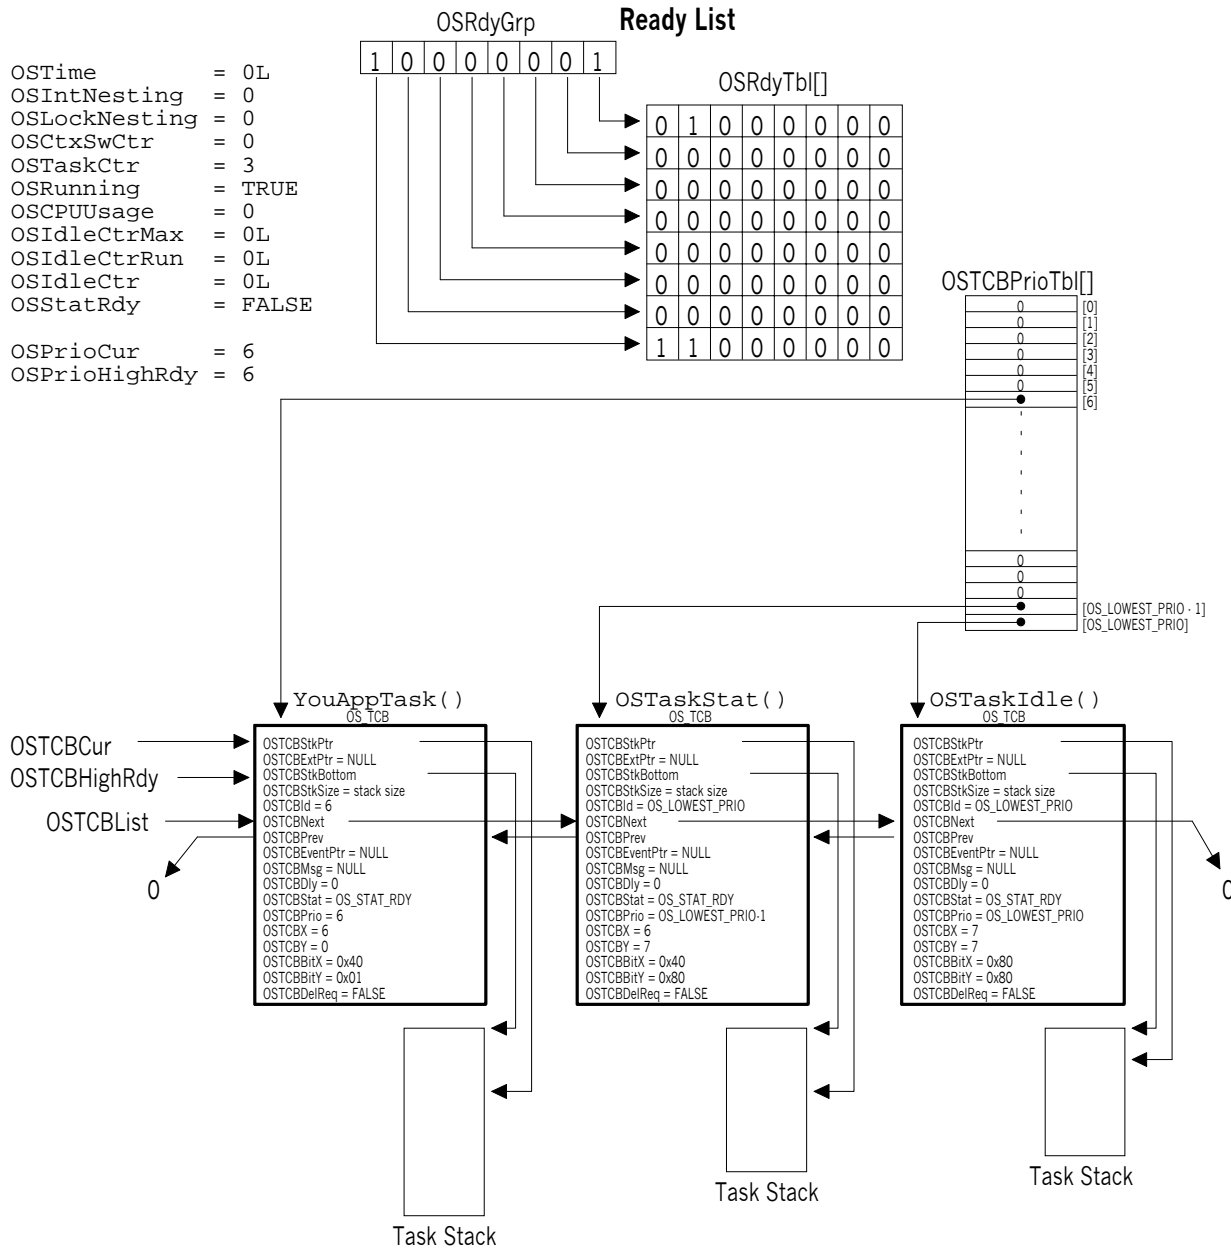 OSRdyGrp
Ready List
1 0 0 0 0 0 0 1
OSTime = 0L
OSIntNesting = 0
OSLockNesting = 0
OSCtxSwCtr = 0
OSTaskCtr = 3
OSRunning = TRUE
OSCPUUsage = 0
OSIdleCtrMax = 0L
OSIdleCtrRun = 0L
OSIdleCtr = 0L
OSStatRdy = FALSE
OSPrioCur = 6
OSPrioHighRdy = 6
OSRdyTbl[]
0 1 0 0 0 0 0 0
0 0 0 0 0 0 0 0
0 0 0 0 0 0 0 0
0 0 0 0 0 0 0 0
0 0 0 0 0 0 0 0
0 0 0 0 0 0 0 0
0 0 0 0 0 0 0 0
1 1 0 0 0 0 0 0
OSTCBPrioTbl[]
0 [0]
0 [1]
0 [2]
0 [3]
0 [4]
0 [5]
[6]
0
0
0
[OS_LOWEST_PRIO - 1]
[OS_LOWEST_PRIO]
OSTCBCur
OSTCBHighRdy
OSTCBList
0
YouAppTask()
OS_TCB
OSTCBStkPtr
OSTCBExtPtr = NULL
OSTCBStkBottom
OSTCBStkSize = stack size
OSTCBId = 6
OSTCBNext
OSTCBPrev
OSTCBEventPtr = NULL
OSTCBMsg = NULL
OSTCBDly = 0
OSTCBStat = OS_STAT_RDY
OSTCBPrio = 6
OSTCBX = 6
OSTCBY = 0
OSTCBBitX = 0x40
OSTCBBitY = 0x01
OSTCBDelReq = FALSE
Task Stack
OSTaskStat()
OS_TCB
OSTCBStkPtr
OSTCBExtPtr = NULL
OSTCBStkBottom
OSTCBStkSize = stack size
OSTCBId = OS_LOWEST_PRIO
OSTCBNext
OSTCBPrev
OSTCBEventPtr = NULL
OSTCBMsg = NULL
OSTCBDly = 0
OSTCBStat = OS_STAT_RDY
OSTCBPrio = OS_LOWEST_PRIO-1
OSTCBX = 6
OSTCBY = 7
OSTCBBitX = 0x40
OSTCBBitY = 0x80
OSTCBDelReq = FALSE
Task Stack
OSTaskIdle()
OS_TCB
OSTCBStkPtr
OSTCBExtPtr = NULL
OSTCBStkBottom
OSTCBStkSize = stack size
OSTCBId = OS_LOWEST_PRIO
OSTCBNext
OSTCBPrev
OSTCBEventPtr = NULL
OSTCBMsg = NULL
OSTCBDly = 0
OSTCBStat = OS_STAT_RDY
OSTCBPrio = OS_LOWEST_PRIO
OSTCBX = 7
OSTCBY = 7
OSTCBBitX = 0x80
OSTCBBitY = 0x80
OSTCBDelReq = FALSE
Task Stack
0